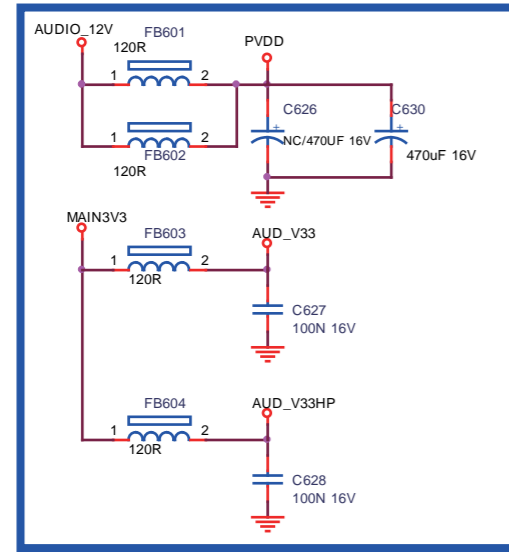 AUDIO_12V
FB601
120R
PVDD
1
2
C626
C630
NC/470UF 16V
470uF 16V
1
2
FB602
120R
MAIN3V3
FB603
AUD_V33
1
2
120R
C627
100N 16V
FB604
AUD_V33HP
1
2
120R
C628
100N 16V